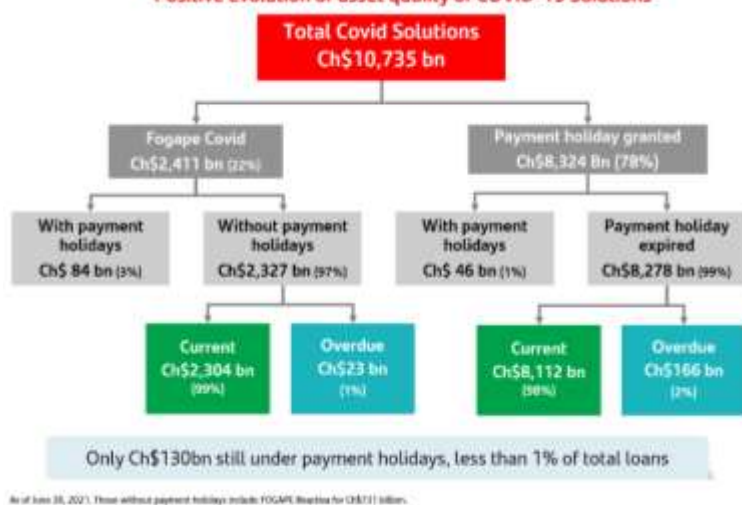 Positive evolution of asset quality of COVID-19 Solutions
Total Covid Solutions
Ch$10,735 bn
Fogape Covid
Ch$2,411 bn (22%)
Payment holiday granted
Ch$8,324 Bn (78%)
With payment
holidays
Ch$ 84 bn (3%)
Without payment
holidays
Ch$2,327 bn (97%)
With payment
holidays
Ch$ 46 bn (1%)
Payment holiday
expired
Ch$8,278 bn (99%)
Current
Ch$2,304 bn
(99%)
Overdue
Ch$23 bn
(1%)
Current
Ch$8,112 bn
(98%)
Overdue
Ch$166 bn
(2%)
Only Ch$130bn still under payment holidays, less than 1% of total loans
As of June 2021. Those without payment holidays include FOGAPE Reactiva for